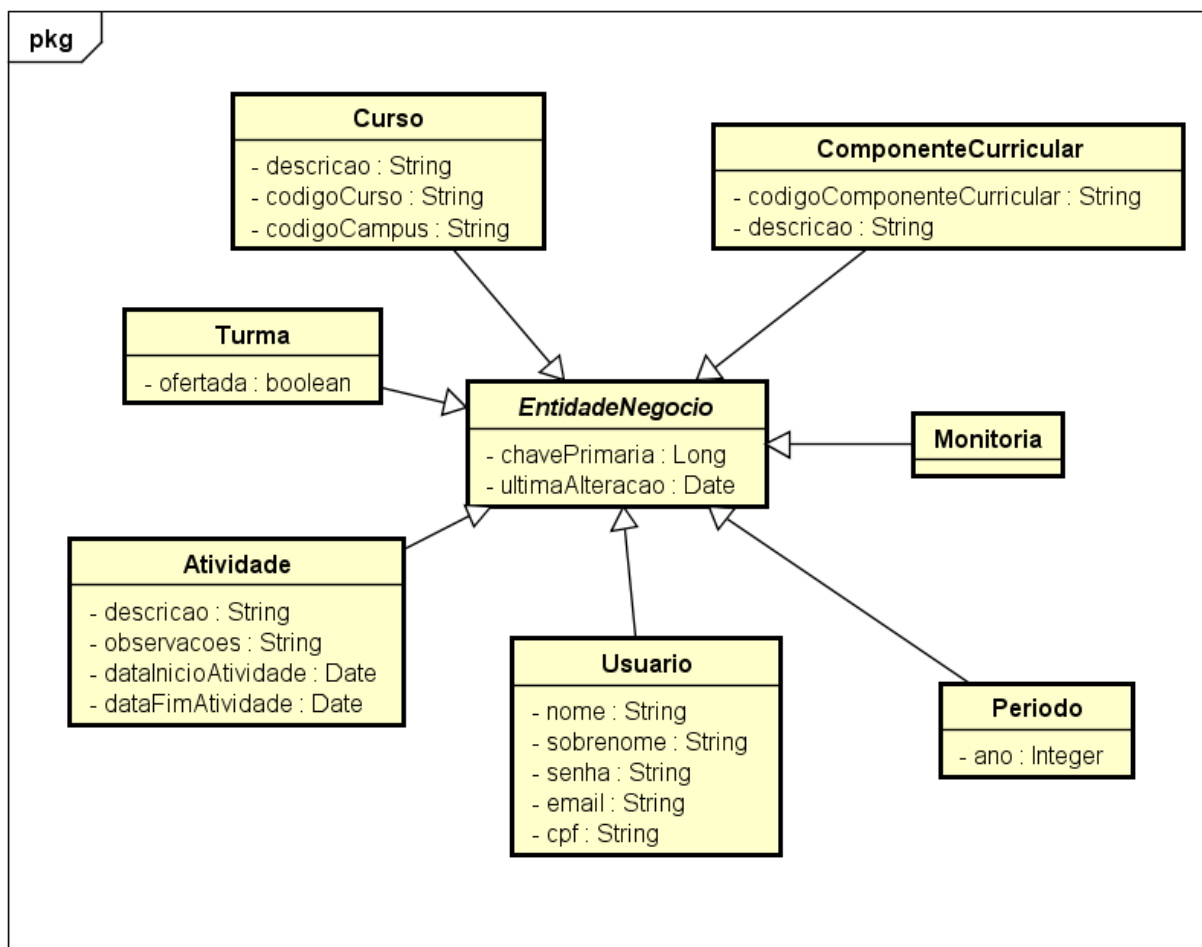 pkg
Curso
- descricao : String
- codigoCurso : String
- codigoCampus : String
ComponenteCurricular
- codigoComponenteCurricular : String
- descricao : String
Turma
- ofertada : boolean
EntidadeNegocio
- chavePrimaria : Long
- ultimaAlteracao : Date
Monitoria
Atividade
- descricao : String
- observacoes : String
- dataInicioAtividade : Date
- dataFimAtividade : Date
Usuario
- nome : String
- sobrenome : String
- senha : String
- email : String
- cpf : String
Periodo
- ano : Integer